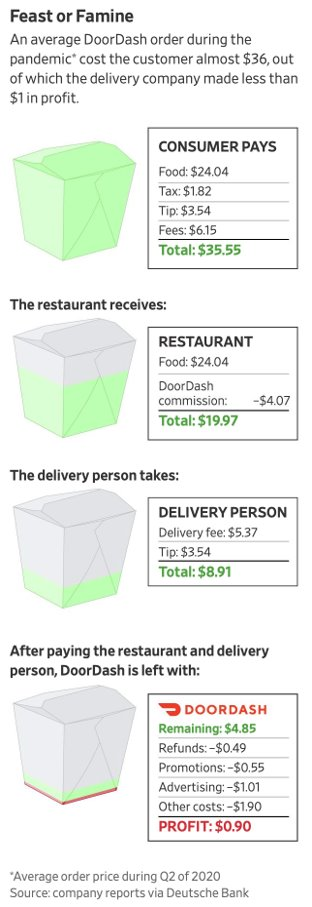 Feast or Famine
An average DoorDash order during the
pandemic* cost the customer almost $36, out
of which the delivery company made less than
$1 in profit.
CONSUMER PAYS
Food: $24.04
Tax: $1.82
Tip: $3.54
Fees: $6.15
Total: $35.55
The restaurant receives:
RESTAURANT
Food: $24.04
DoorDash
commission: –$4.07
Total: $19.97
The delivery person takes:
DELIVERY PERSON
Delivery fee: $5.37
Tip: $3.54
Total: $8.91
After paying the restaurant and delivery
person, DoorDash is left with:
DOORDASH
Remaining: $4.85
Refunds: –$0.49
Promotions: –$0.55
Advertising: –$1.01
Other costs: –$1.90
PROFIT: $0.90
*Average order price during Q2 of 2020
Source: company reports via Deutsche Bank